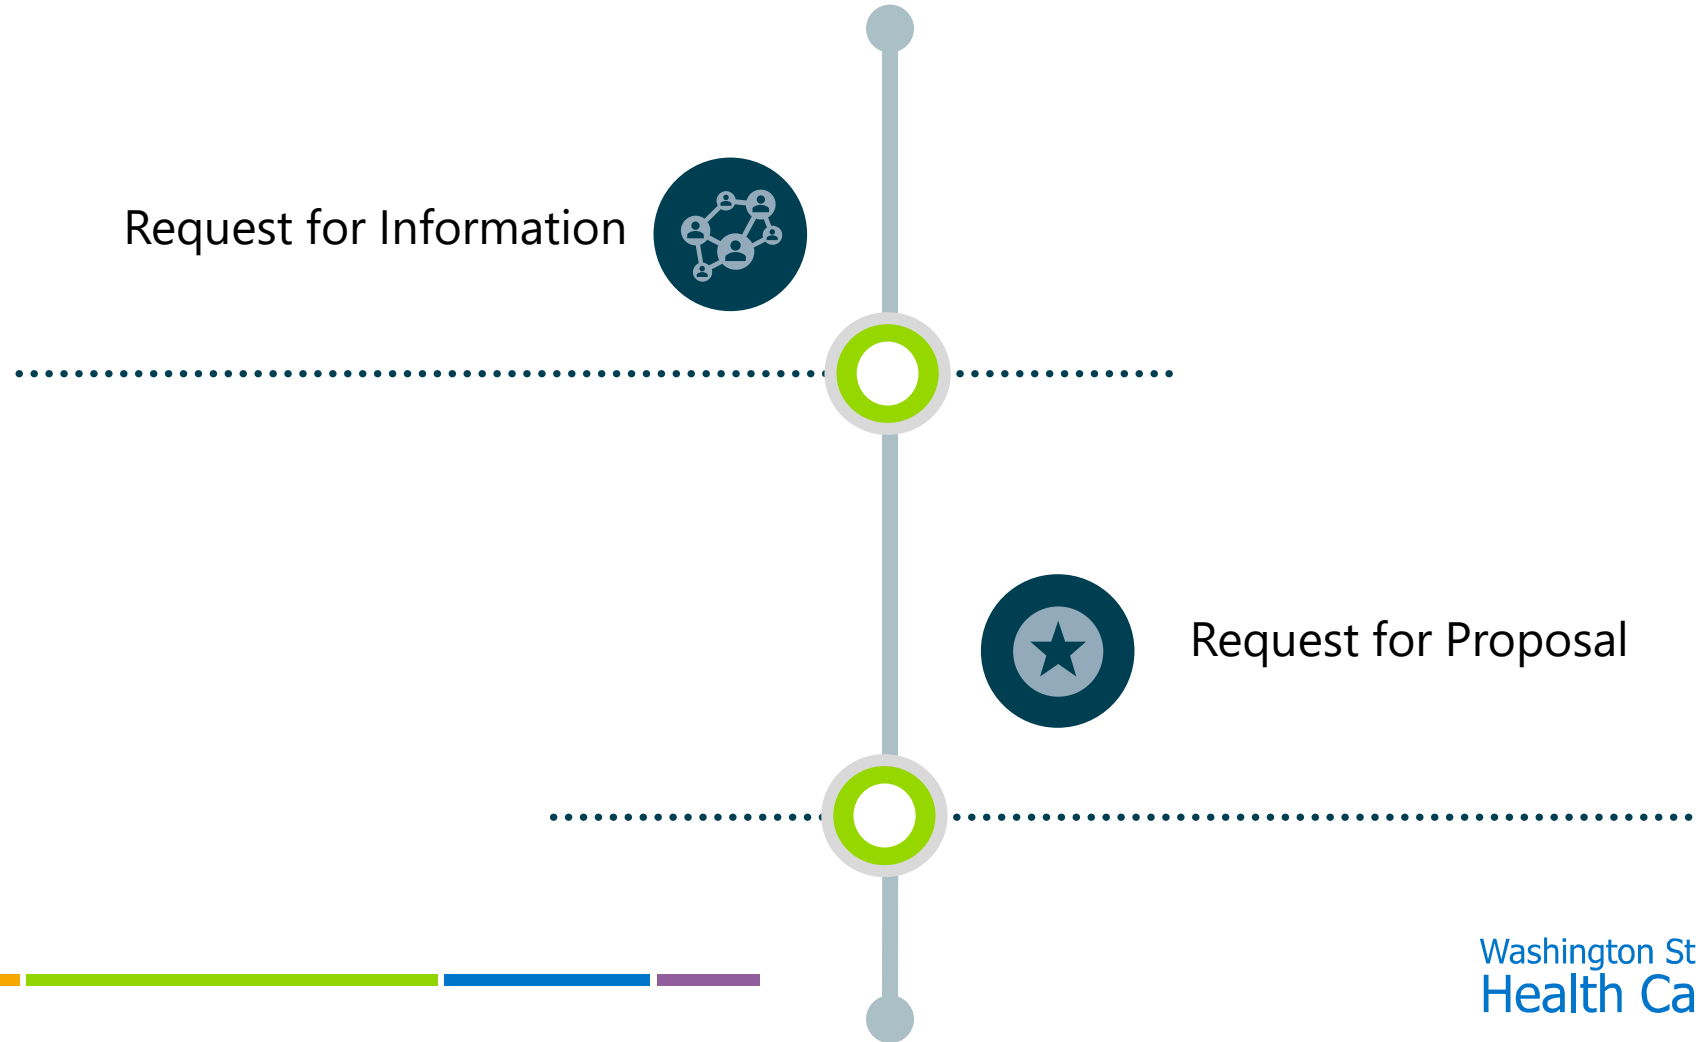 Request for Information
Request for Proposal
Washington St
Health Ca